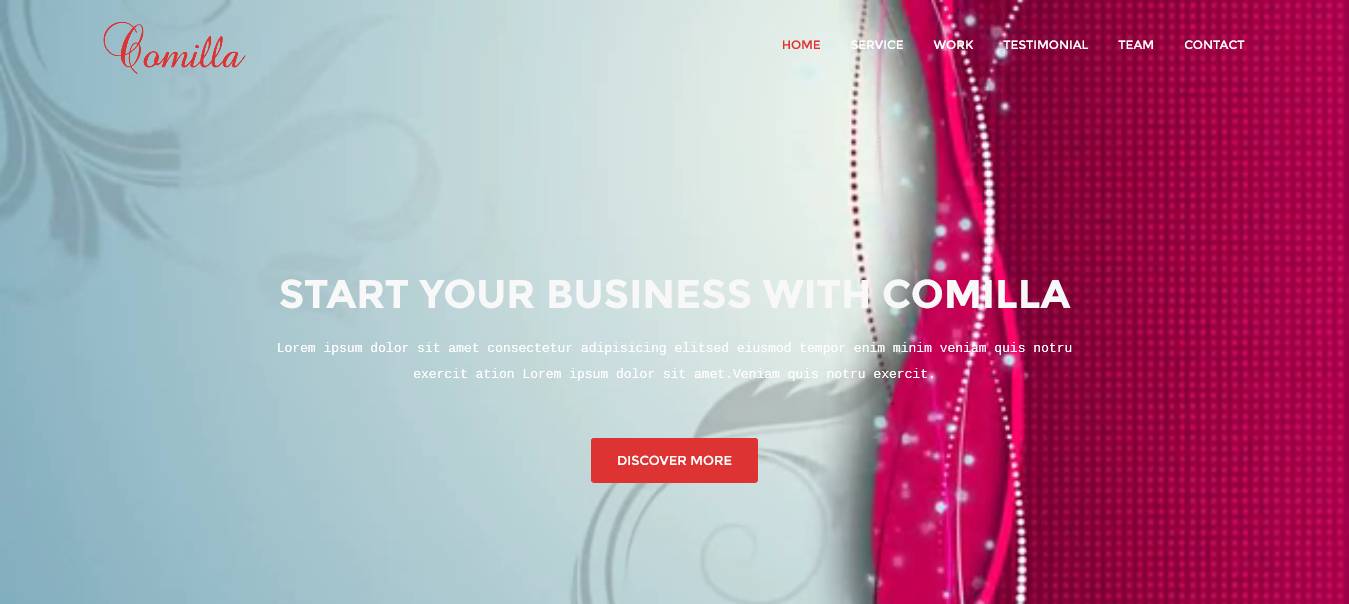 Comilla
HOME SERVICE WORK TESTIMONIAL TEAM CONTACT
START YOUR BUSINESS WITH COMILLA
Lorem ipsum dolor sit amet consectetur adipisicing elitsed eiusmod tempor enim minim veniam quis notru
exercit ation Lorem ipsum dolor sit amet.Veniam quis notru exercit.
DISCOVER MORE